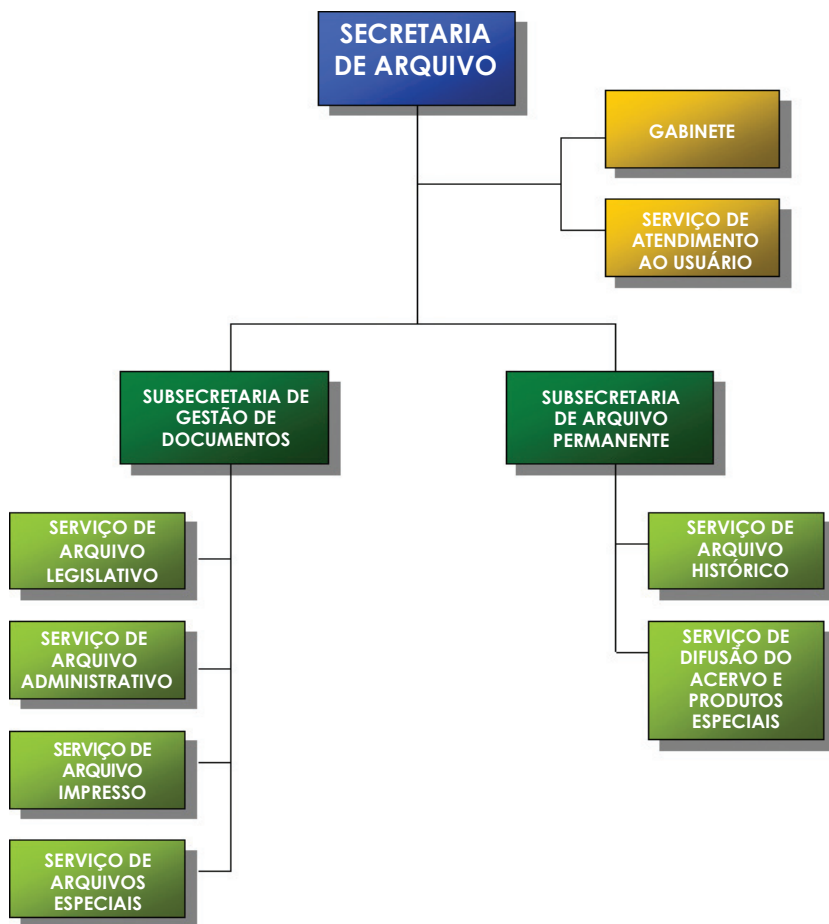 SECRETARIA
DE ARQUIVO
GABINETE
SERVIÇO DE
ATENDIMENTO
AO USUÁRIO
SUBSECRETARIA DE
GESTÃO DE
DOCUMENTOS
SUBSECRETARIA
DE ARQUIVO
PERMANENTE
SERVIÇO DE
ARQUIVO
LEGISLATIVO
SERVIÇO DE
ARQUIVO
ADMINISTRATIVO
SERVIÇO DE
ARQUIVO
IMPRESSO
SERVIÇO DE
ARQUIVOS
ESPECIAIS
SERVIÇO DE
ARQUIVO
HISTÓRICO
SERVIÇO DE
DIFUSÃO DO
ACERVO E
PRODUTOS
ESPECIAIS